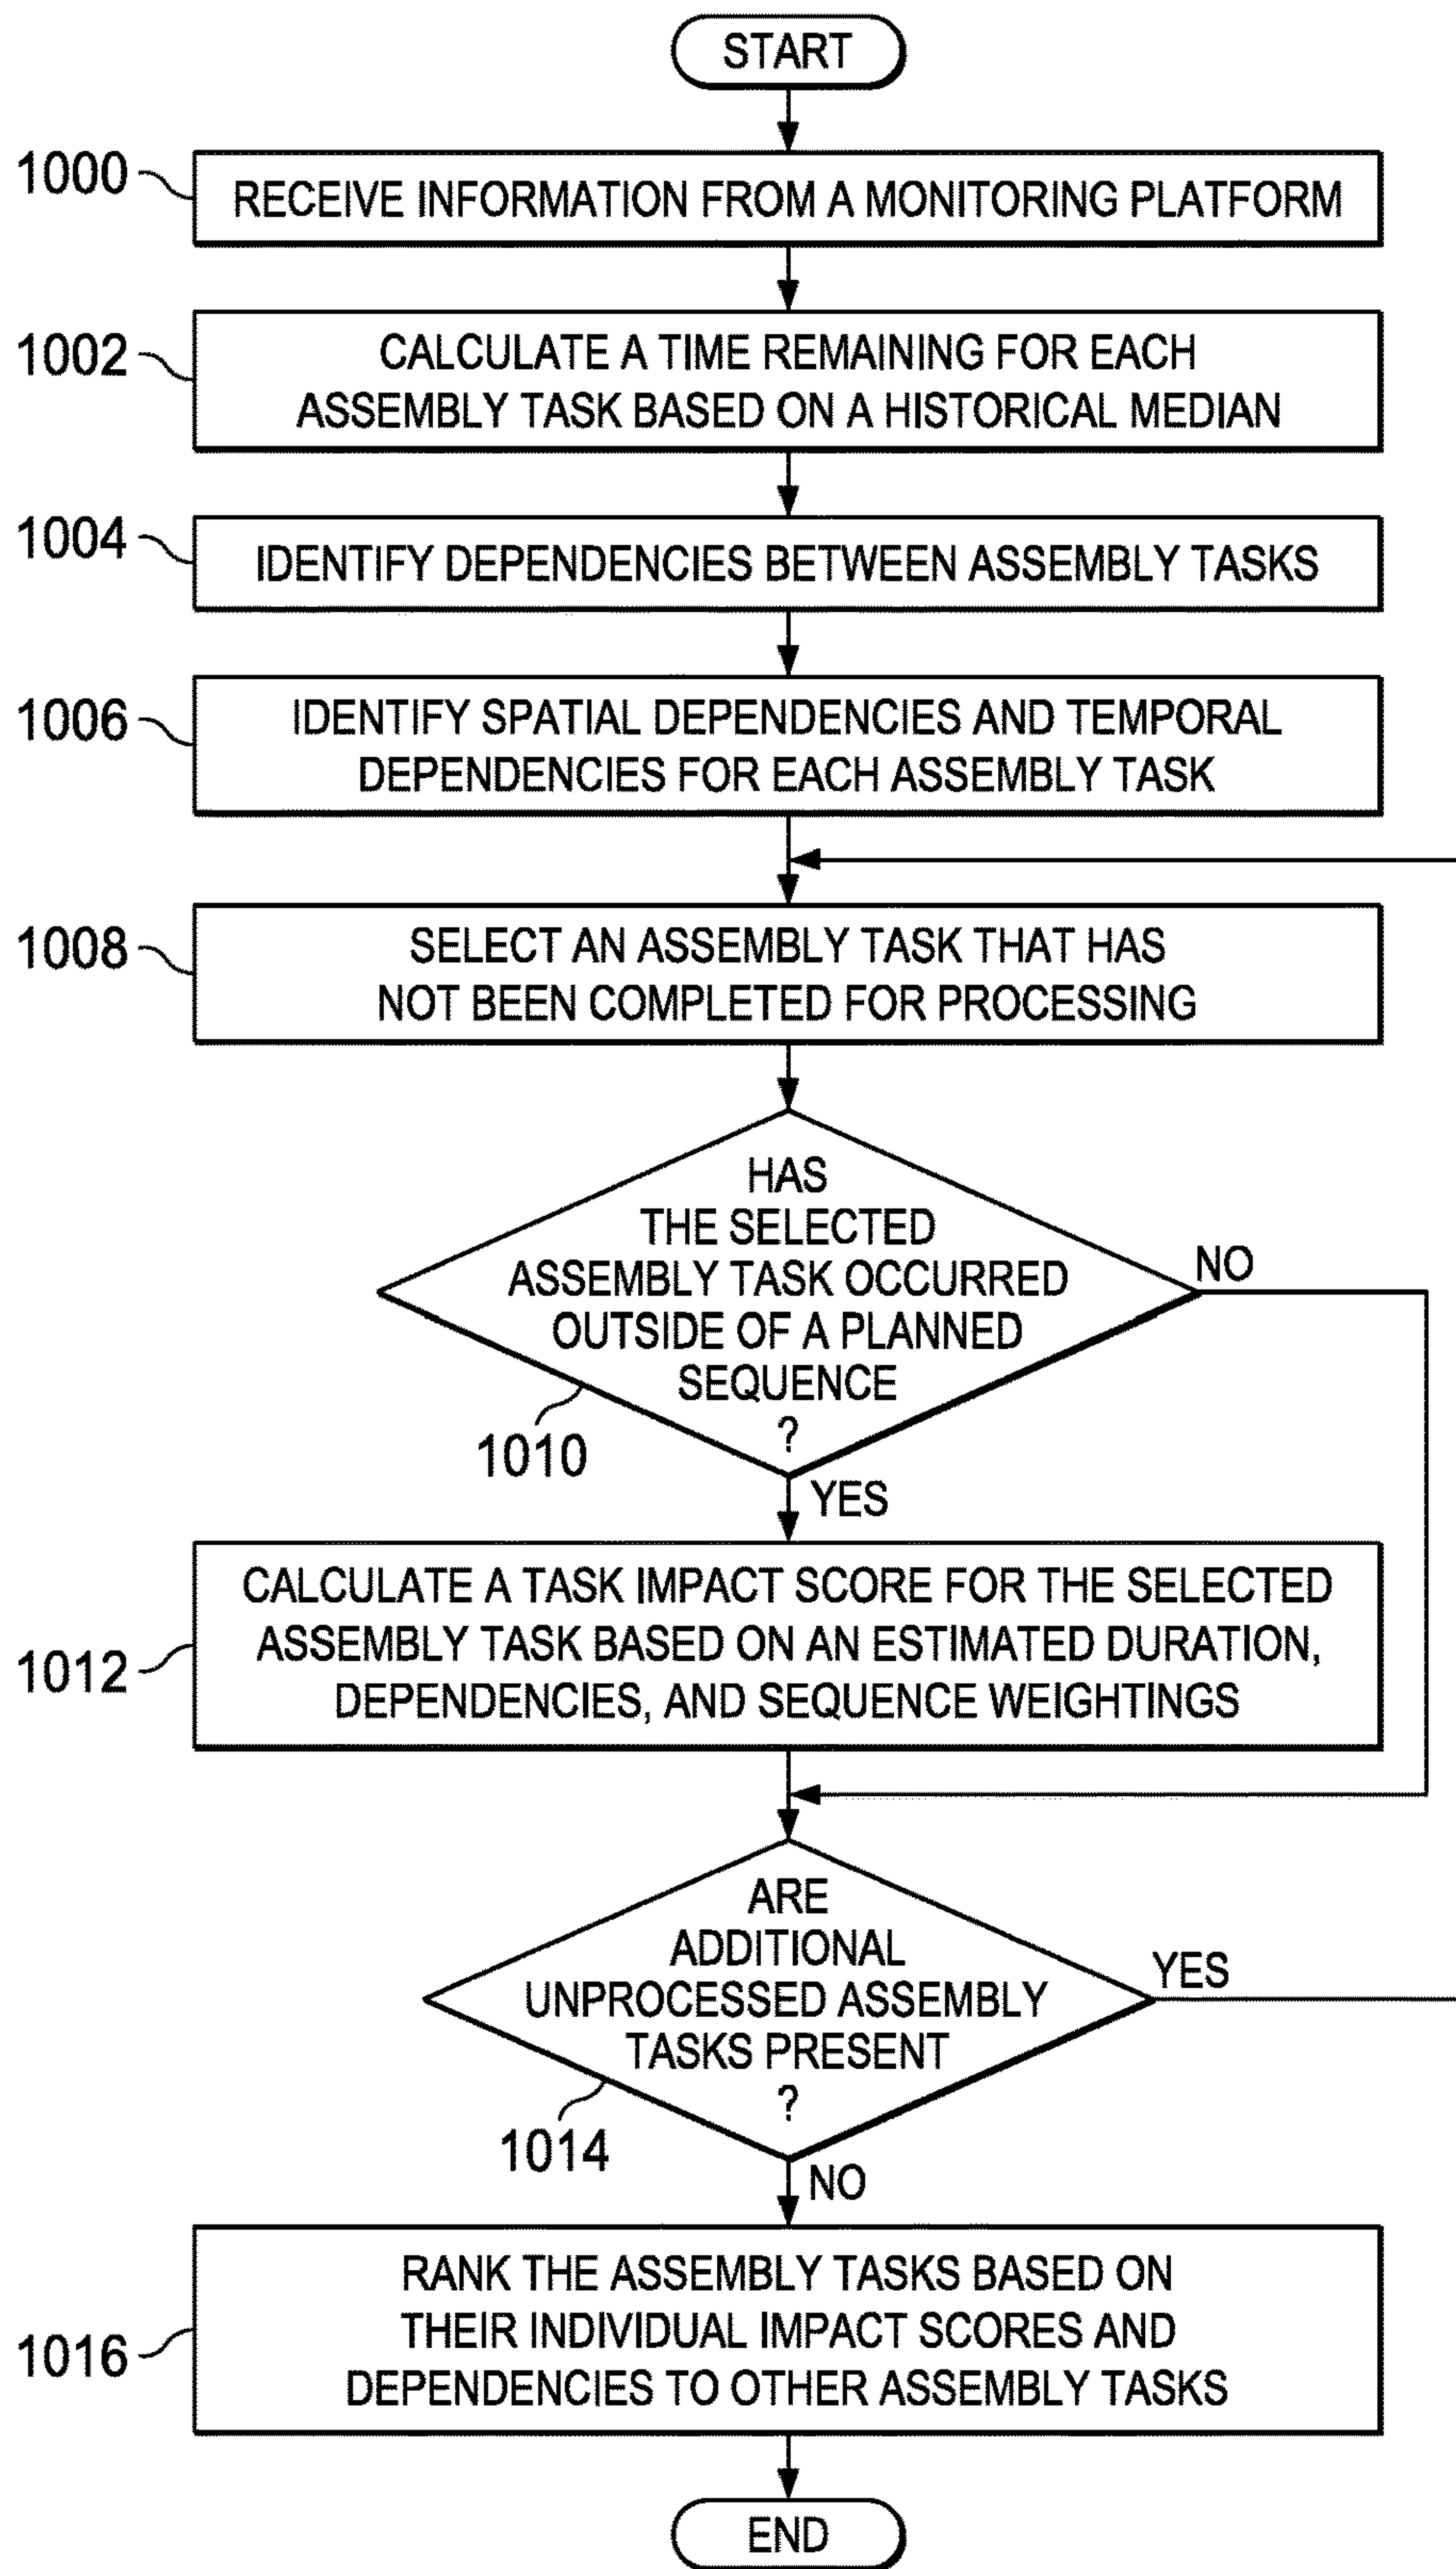 START
1000
RECEIVE INFORMATION FROM A MONITORING PLATFORM
1002
CALCULATE A TIME REMAINING FOR EACH
ASSEMBLY TASK BASED ON A HISTORICAL MEDIAN
1004
IDENTIFY DEPENDENCIES BETWEEN ASSEMBLY TASKS
1006
IDENTIFY SPATIAL DEPENDENCIES AND TEMPORAL
DEPENDENCIES FOR EACH ASSEMBLY TASK
1008
SELECT AN ASSEMBLY TASK THAT HAS
NOT BEEN COMPLETED FOR PROCESSING
HAS
THE SELECTED
ASSEMBLY TASK OCCURRED
OUTSIDE OF A PLANNED
SEQUENCE
?
NO
1010
YES
CALCULATE A TASK IMPACT SCORE FOR THE SELECTED
ASSEMBLY TASK BASED ON AN ESTIMATED DURATION,
DEPENDENCIES, AND SEQUENCE WEIGHTINGS
1012
ARE
ADDITIONAL
UNPROCESSED ASSEMBLY
TASKS PRESENT
?
YES
1014
NO
RANK THE ASSEMBLY TASKS BASED ON
THEIR INDIVIDUAL IMPACT SCORES AND
DEPENDENCIES TO OTHER ASSEMBLY TASKS
1016
END